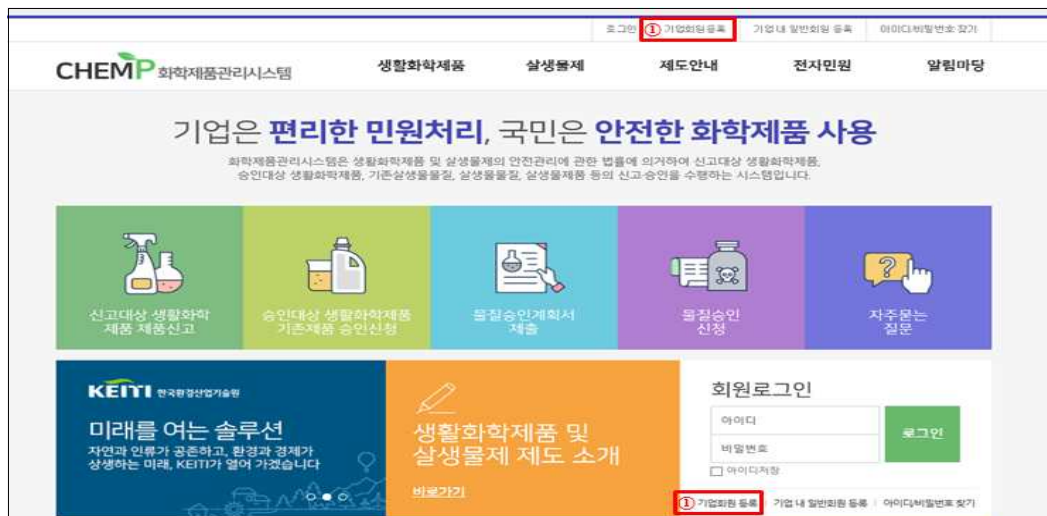 로그인 ① 기업회원등록 기업 내 일반회원 등록 아이디/비밀번호 찾기
CHEMP 화학제품관리시스템 생활화학제품 살생물제 제도안내 전자민원 알림마당
기업은 편리한 민원처리, 국민은 안전한 화학제품 사용
화학제품관리시스템은 생활화학제품 및 살생물제의 안전관리에 관한 법률에 의거하여 신고대상 생활화학제품,
승인대상 생활화학제품, 기존살생물물질, 살생물물질, 살생물제품 등의 신고·승인을 수행하는 시스템입니다.
신고대상 생활화학
제품 제품신고
승인대상 생활화학제품
기존제품 승인신청
물질승인계획서
제출
물질승인
신청
자주묻는
질문
KEITI 한국환경산업기술원
미래를 여는 솔루션
자연과 인류가 공존하고, 환경과 경제가
상생하는 미래, KEITI가 열어 가겠습니다
생활화학제품 및
살생물제 제도 소개
바로가기
회원로그인
아이디
비밀번호
로그인
아이디저장
① 기업회원 등록 기업 내 일반회원 등록 아이디/비밀번호 찾기